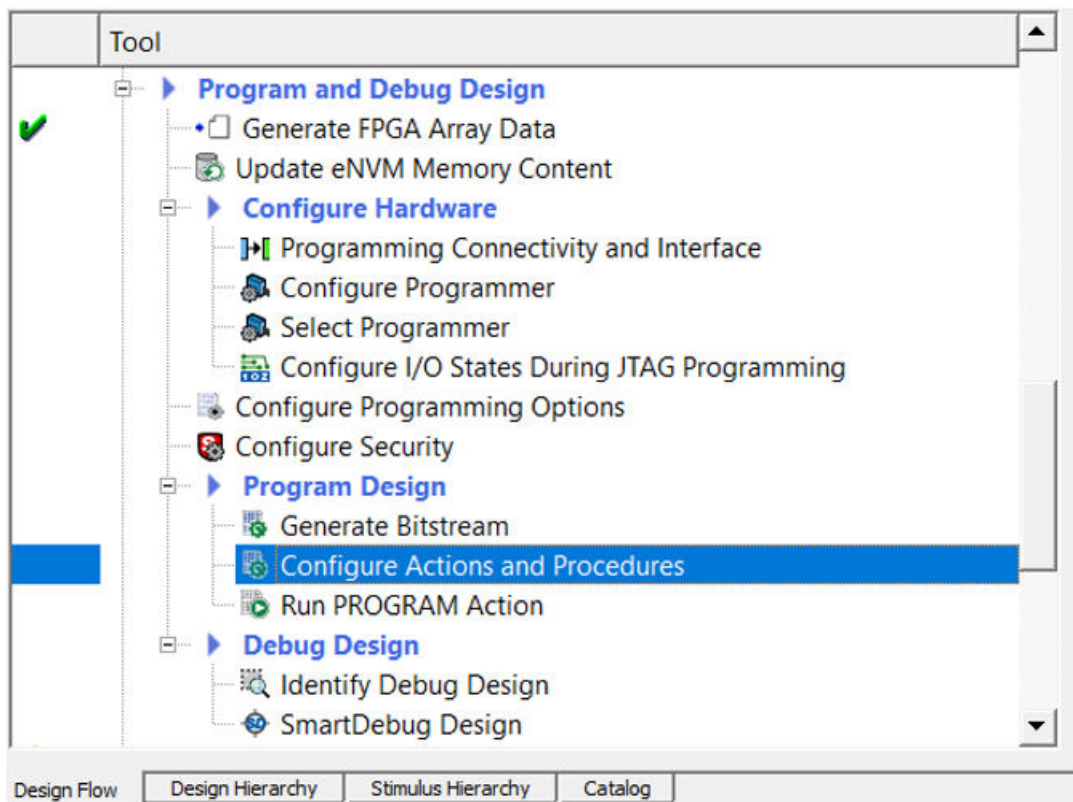 Tool
Program and Debug Design
Generate FPGA Array Data
Update eNVM Memory Content
Configure Hardware
Programming Connectivity and Interface
Configure Programmer
Select Programmer
Configure I/O States During JTAG Programming
Configure Programming Options
Configure Security
Program Design
Generate Bitstream
Configure Actions and Procedures
Run PROGRAM Action
Debug Design
Identify Debug Design
SmartDebug Design
Design Flow Design Hierarchy Stimulus Hierarchy Catalog